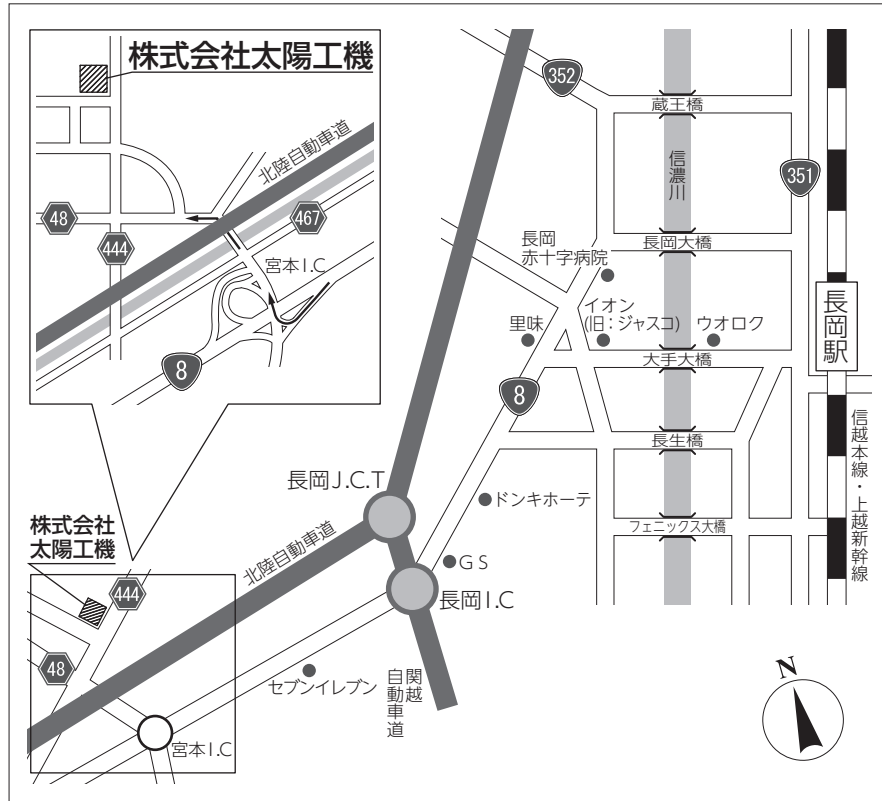 株式会社太陽工機
北陸自動車道
48
444
467
宮本I.C
8
352
蔵王橋
信濃川
351
長岡大橋
長岡
赤十字病院
里味
イオン
(旧:ジャスコ)
ウオロク
長岡駅
大手大橋
8
長生橋
信越本線・上越新幹線
長岡J.C.T
ドンキホーテ
フェニックス大橋
株式会社
太陽工機
北陸自動車道
GS
444
長岡I.C
48
セブンイレブン
関越
自動車道
宮本I.C
N